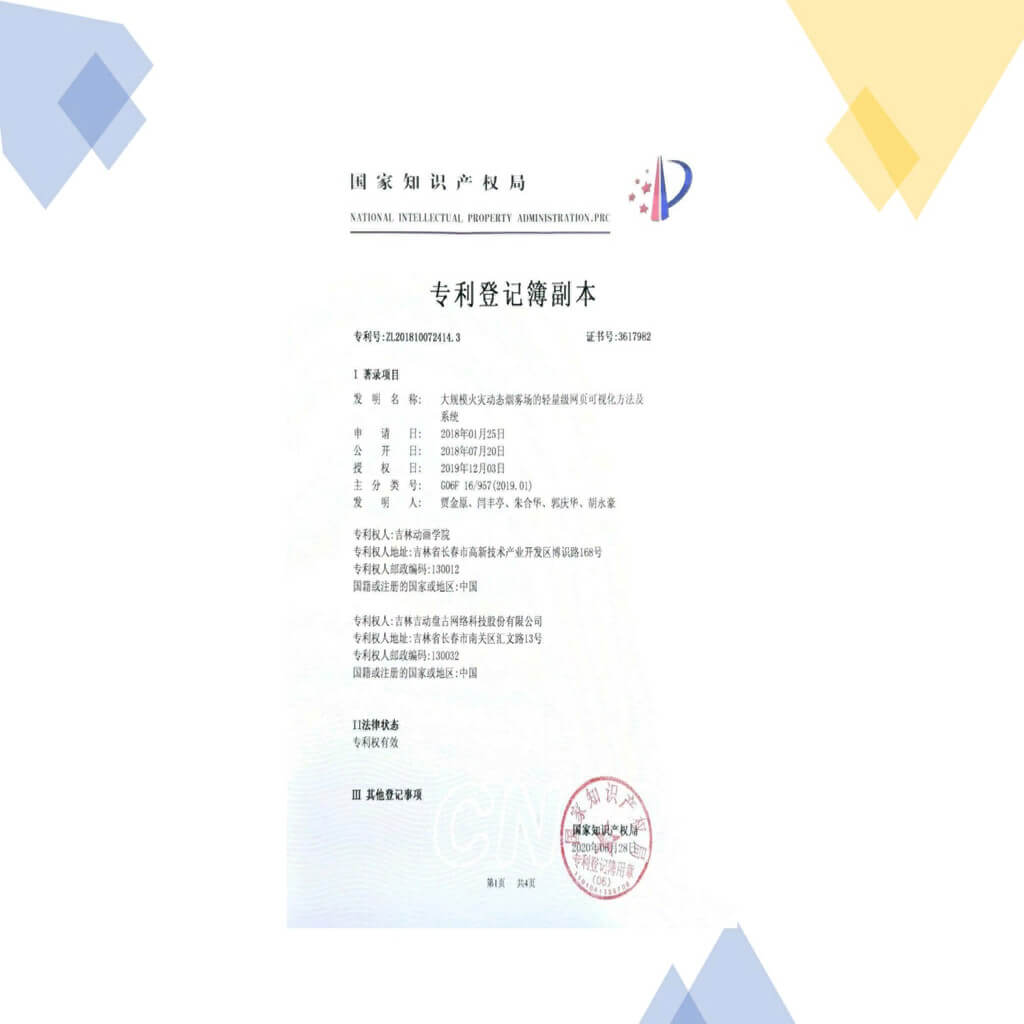 国家知识产权局
NATIONAL INTELLECTUAL PROPERTY ADMINISTRATION,PRC
专利登记簿副本
专利号:ZL201810072414.3 证书号:3617982
I 著录项目
发明名称: 大规模火灾动态烟雾场的轻量级网页可视化方法及
系统
申请日: 2018年01月25日
公开日: 2018年07月20日
授权日: 2019年12月03日
主分类号: G06F 16/957(2019.01)
发明人: 贾金原、闫丰亭、朱合华、郭庆华、胡永豪
专利权人:吉林动画学院
专利权人地址:吉林省长春市高新技术产业开发区博识路168号
专利权人邮政编码:130012
国籍或注册的国家或地区:中国
专利权人:吉林吉动盘古网络科技股份有限公司
专利权人地址:吉林省长春市南关区汇文路13号
专利权人邮政编码:130032
国籍或注册的国家或地区:中国
II法律状态
专利权有效
III 其他登记事项
CN
国家知识产权局
国家知识产权局
专利登记簿用章
(06)
第1页 共4页